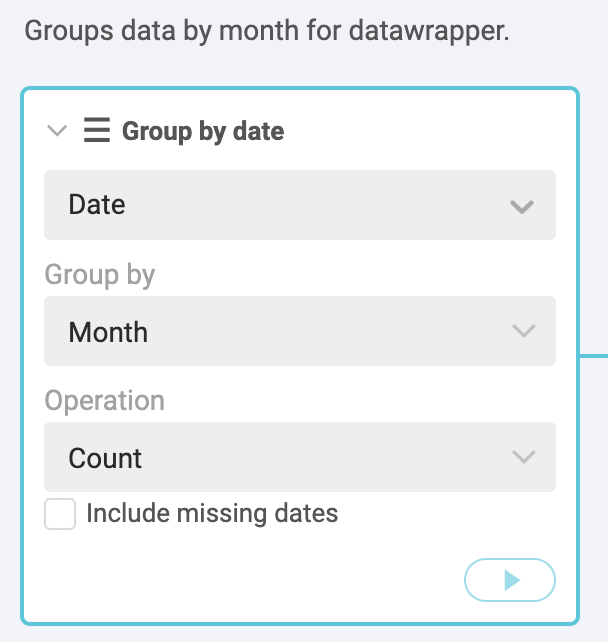 Groups data by month for datawrapper.
Group by date
Date
Group by
Month
Operation
Count
Include missing dates